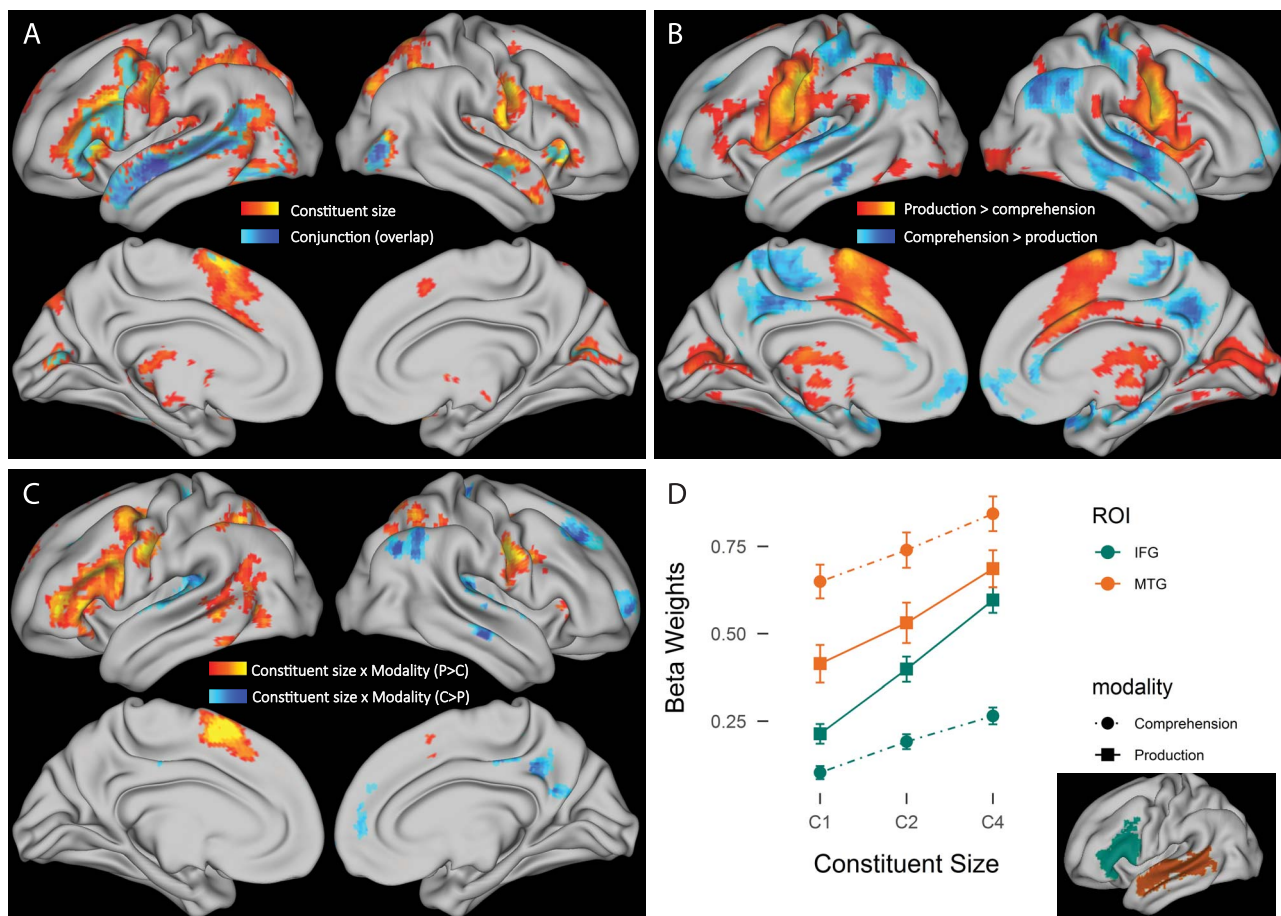 A
Constituent size
Conjunction (overlap)
B
Production > comprehension
Comprehension > production
C
Constituent size x Modality (P>C)
Constituent size x Modality (C>P)
D
Beta Weights
0.75
0.50
0.25
C1
C2
C4
Constituent Size
ROI
IFG
MTG
modality
Comprehension
Production